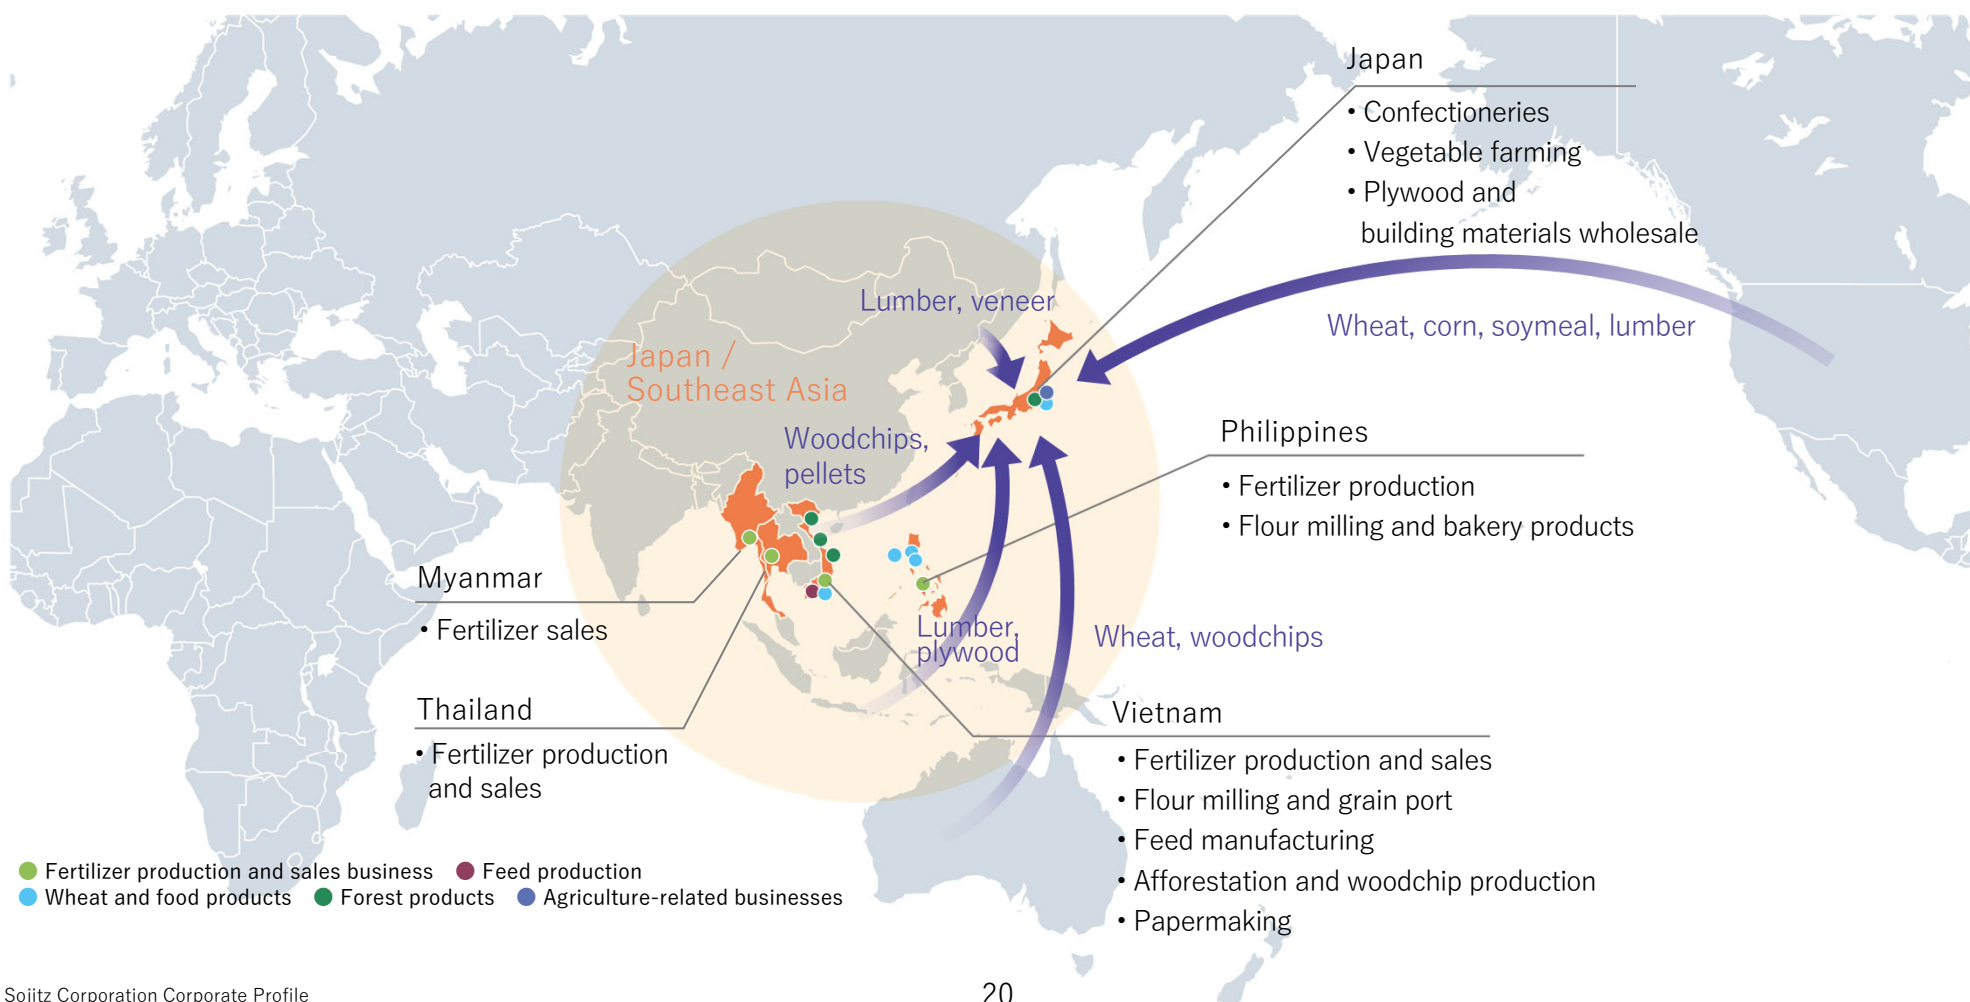 Japan
• Confectioneries
• Vegetable farming
• Plywood and
building materials wholesale
Lumber, veneer
Wheat, corn, soymeal, lumber
Japan /
Southeast Asia
Woodchips,
pellets
Philippines
• Fertilizer production
• Flour milling and bakery products
Myanmar
• Fertilizer sales
Lumber,
plywood
Wheat, woodchips
Thailand
• Fertilizer production
and sales
Vietnam
• Fertilizer production and sales
• Flour milling and grain port
• Feed manufacturing
• Afforestation and woodchip production
• Papermaking
Fertilizer production and sales business
Feed production
Wheat and food products
Forest products
Agriculture-related businesses
Sojitz Corporation Corporate Profile
20